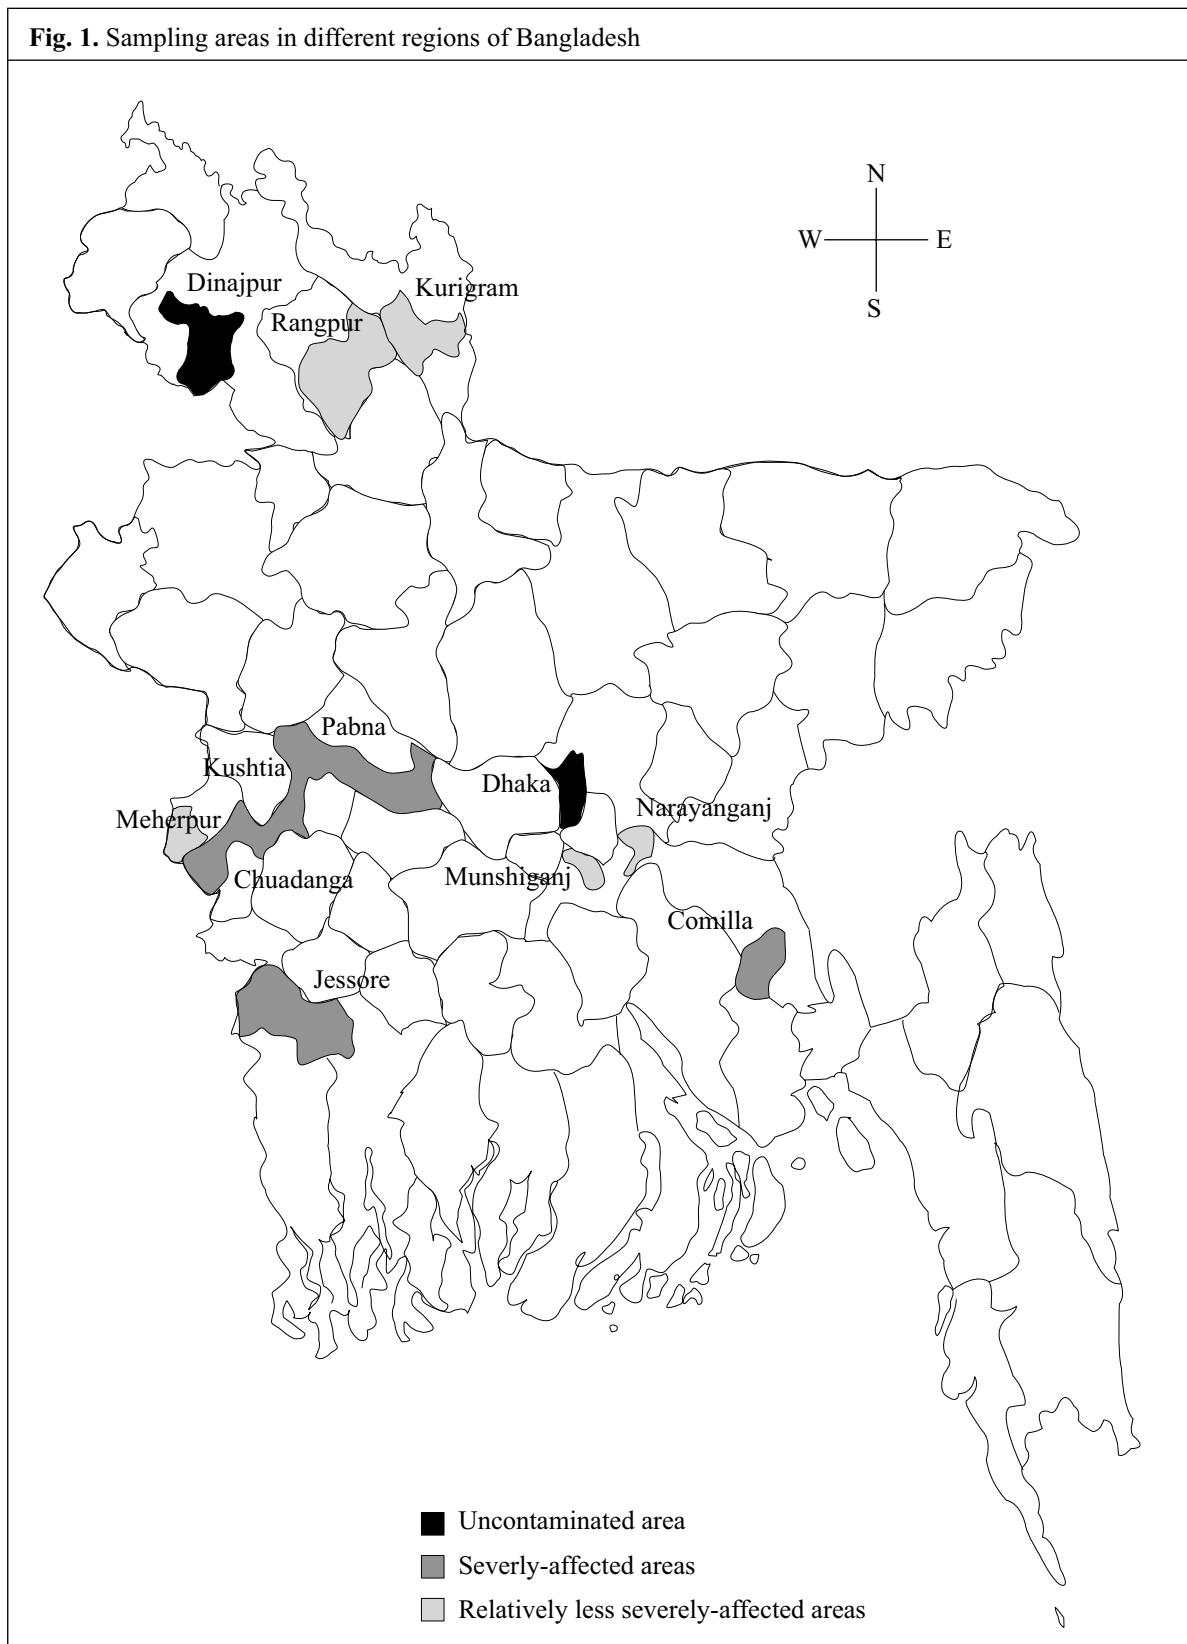 Fig. 1. Sampling areas in different regions of Bangladesh
N
W E
S
Dinajpur
Kurigram
Rangpur
Pabna
Kushtia
Dhaka
Meherpur
Narayanganj
Chuadanga
Munshiganj
Comilla
Jessore
Uncontaminated area
Severly-affected areas
Relatively less severely-affected areas